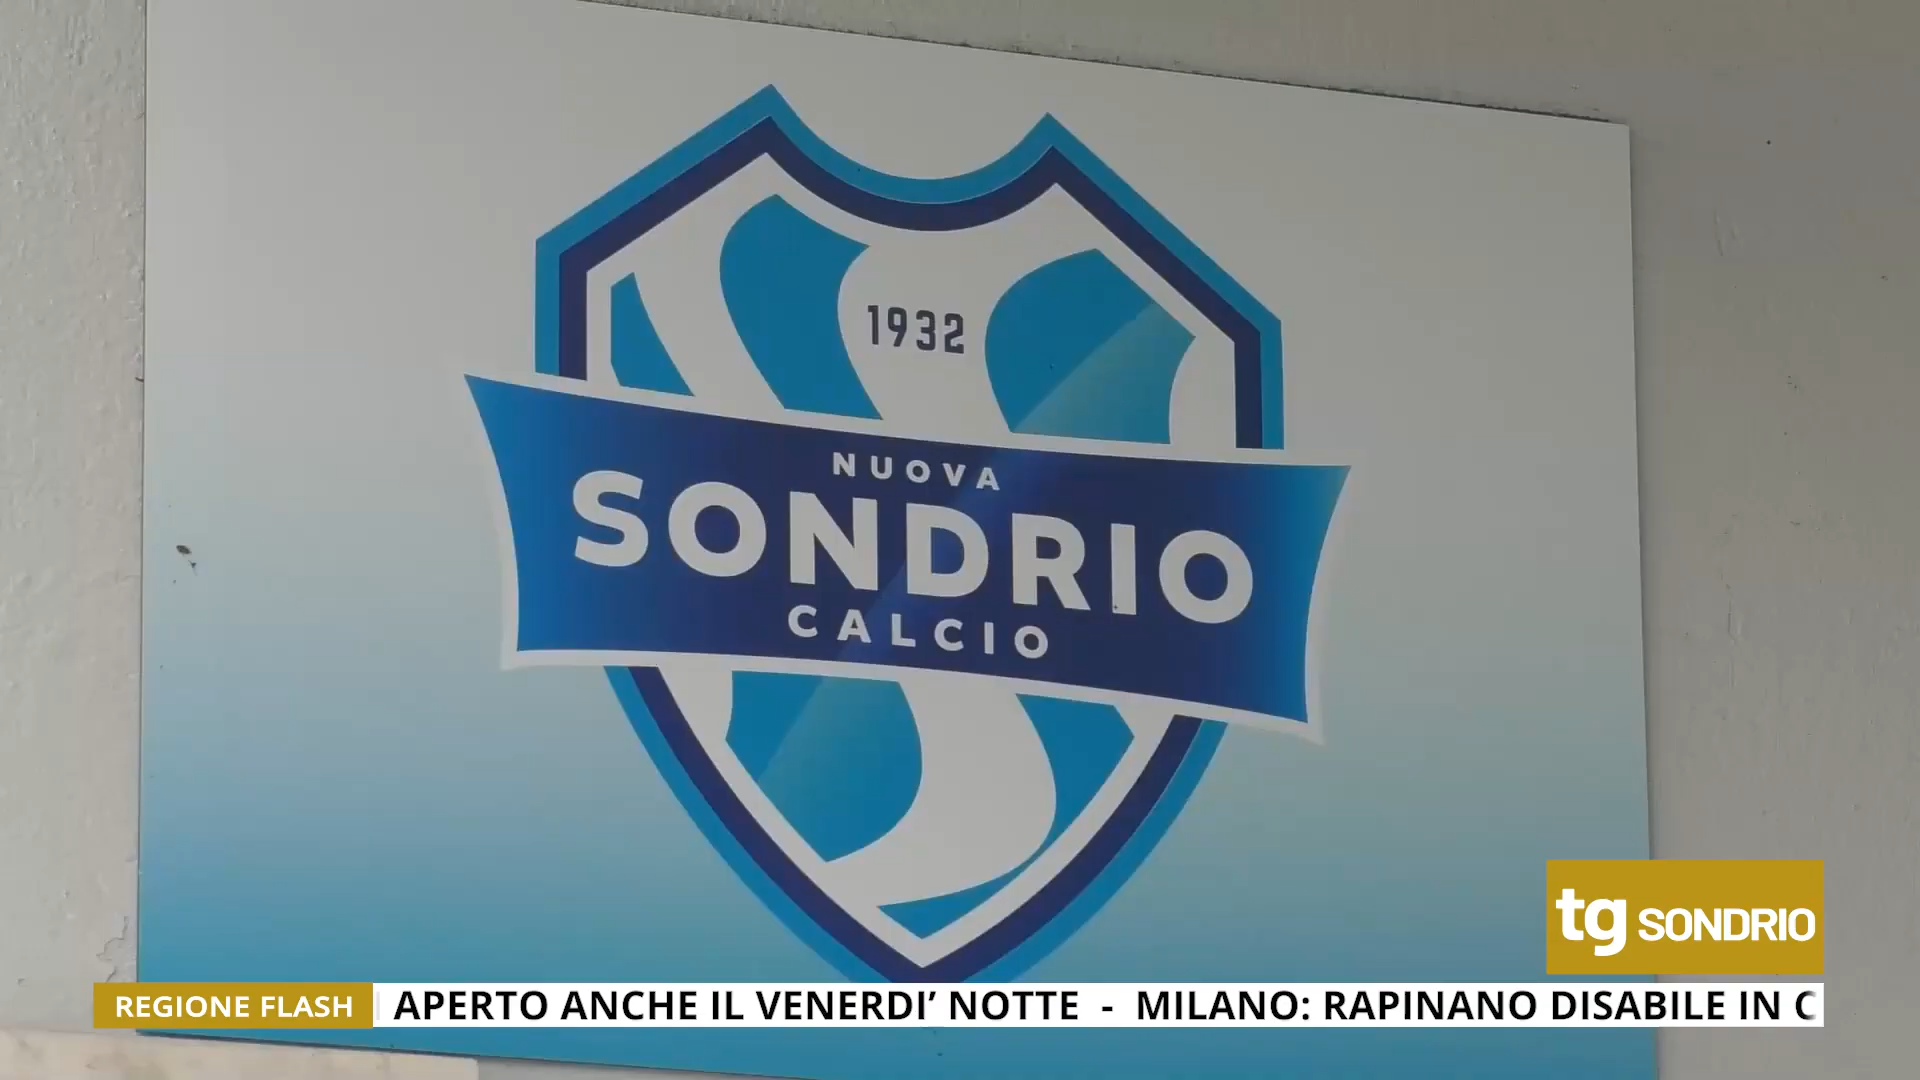 1932
NUOVA
SONDRIO
CALCIO
tg SONDRIO
REGIONE FLASH
APERTO ANCHE IL VENERDI’ NOTTE - MILANO: RAPINANO DISABILE IN C